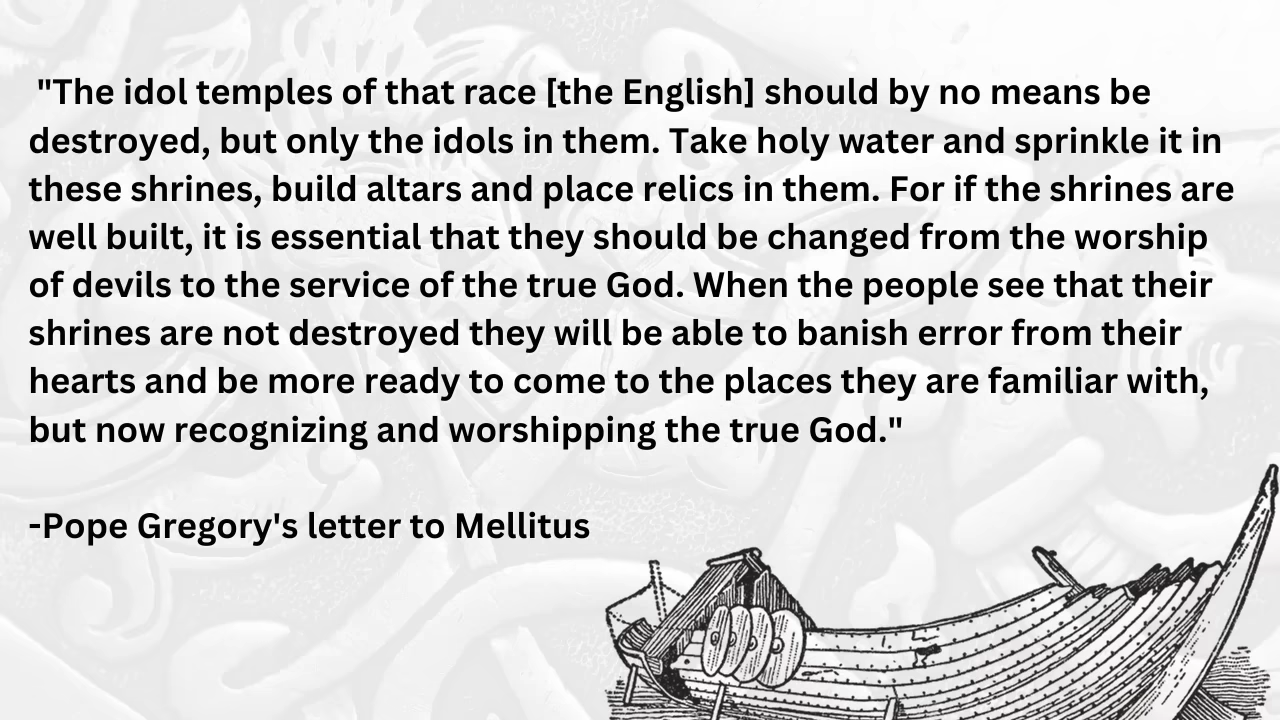 "The idol temples of that race [the English] should by no means be
destroyed, but only the idols in them. Take holy water and sprinkle it in
these shrines, build altars and place relics in them. For if the shrines are
well built, it is essential that they should be changed from the worship
of devils to the service of the true God. When the people see that their
shrines are not destroyed they will be able to banish error from their
hearts and be more ready to come to the places they are familiar with,
but now recognizing and worshipping the true God."
-Pope Gregory's letter to Mellitus